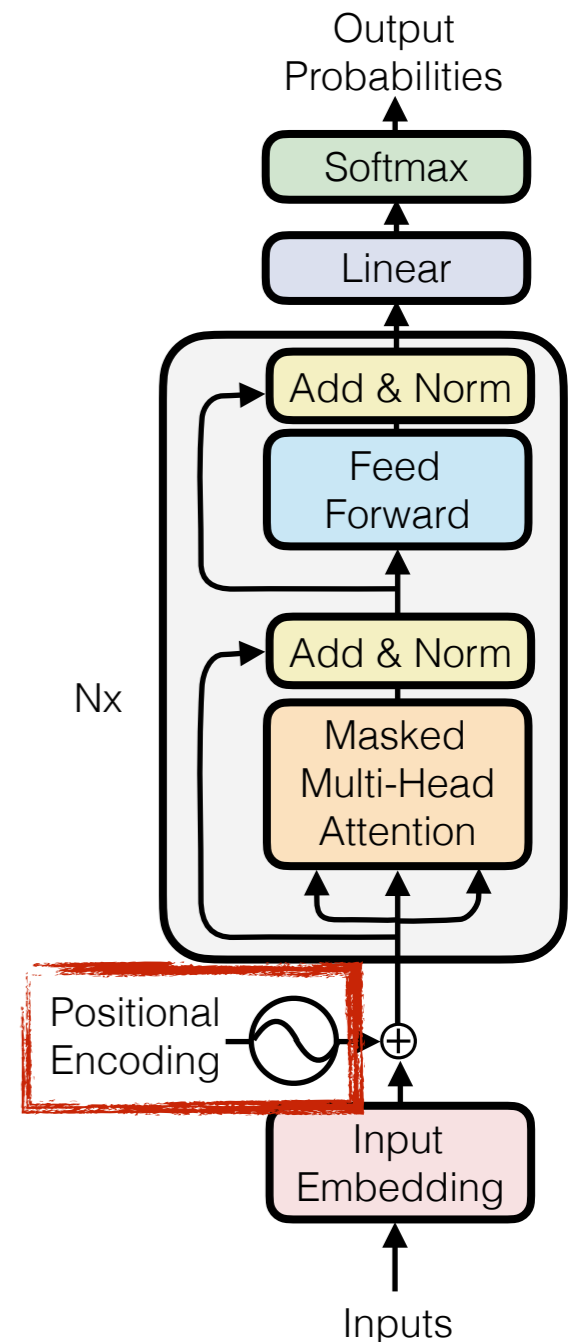 Output
Probabilities
Softmax
Linear
Add & Norm
Feed
Forward
Add & Norm
Nx
Masked
Multi-Head
Attention
Positional
Encoding
Input
Embedding
Inputs